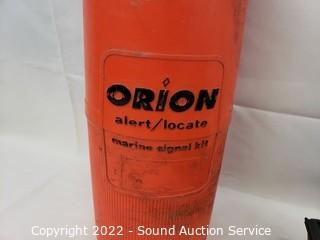 ORION
alert/locate
marine signal kit
Copyright 2022 - Sound Auction Service